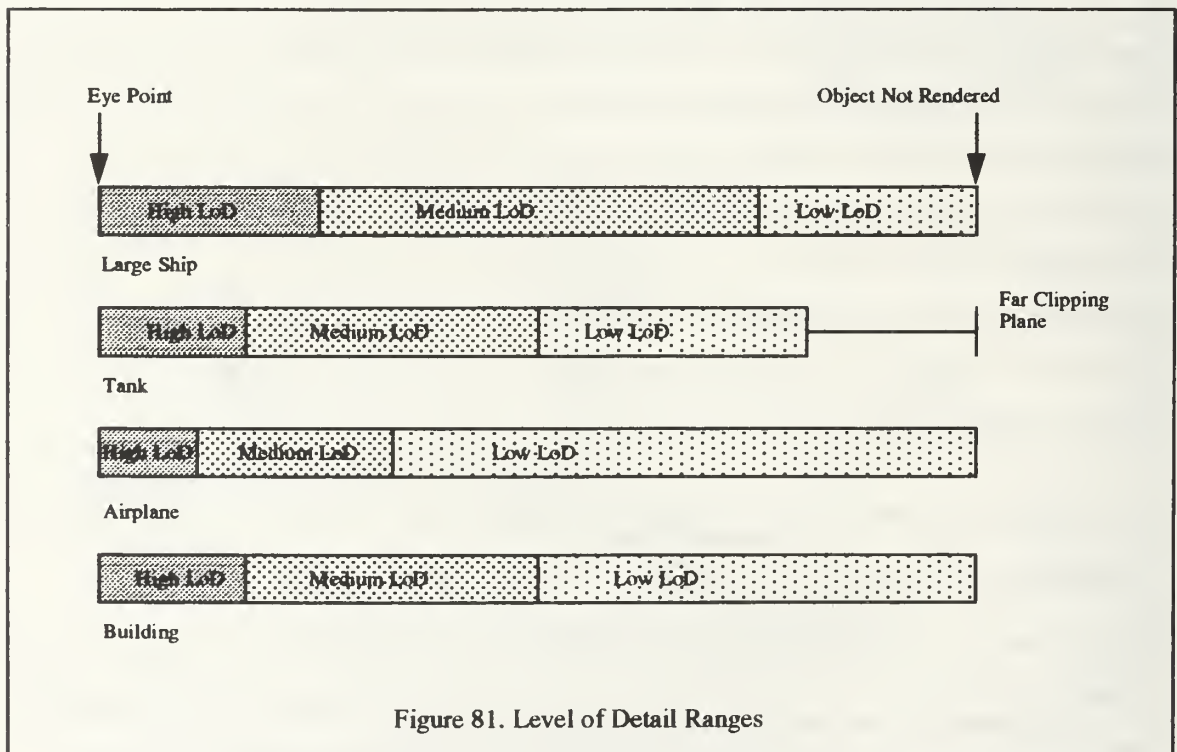 Eye Point
Object Not Rendered
High LoD
Medium LoD
Low LoD
Large Ship
Far Clipping
Plane
High LoD
Medium LoD
Low LoD
Tank
High LoD
Medium LoD
Low LoD
Airplane
High LoD
Medium LoD
Low LoD
Building
Figure 81. Level of Detail Ranges